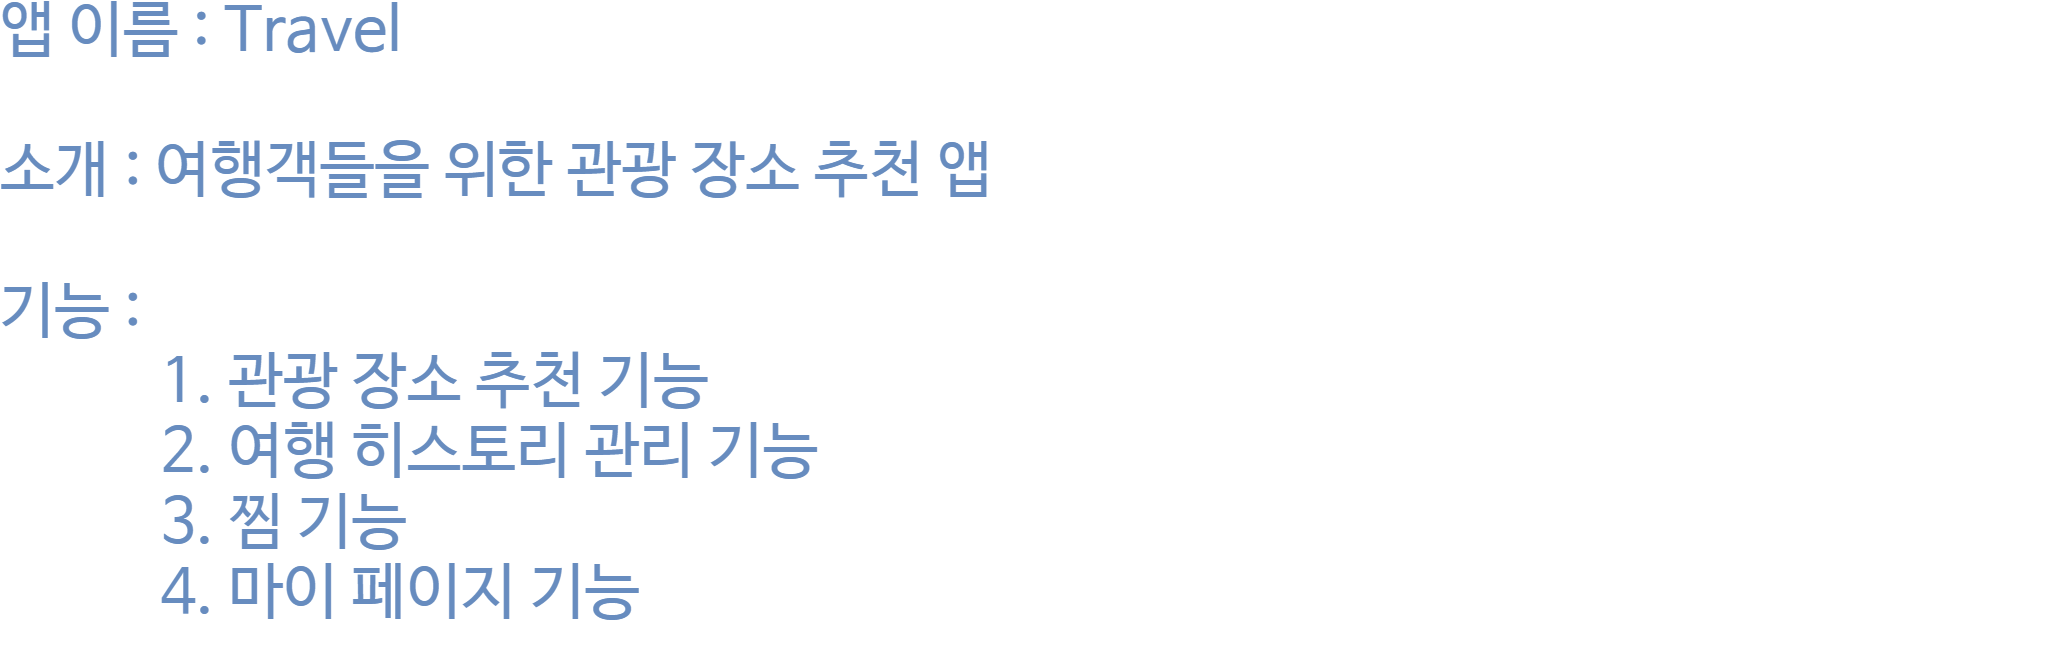 앱 이름 : Travel
소개 : 여행객들을 위한 관광 장소 추천 앱
기능 :
1. 관광 장소 추천 기능
2. 여행 히스토리 관리 기능
3. 찜 기능
4. 마이 페이지 기능